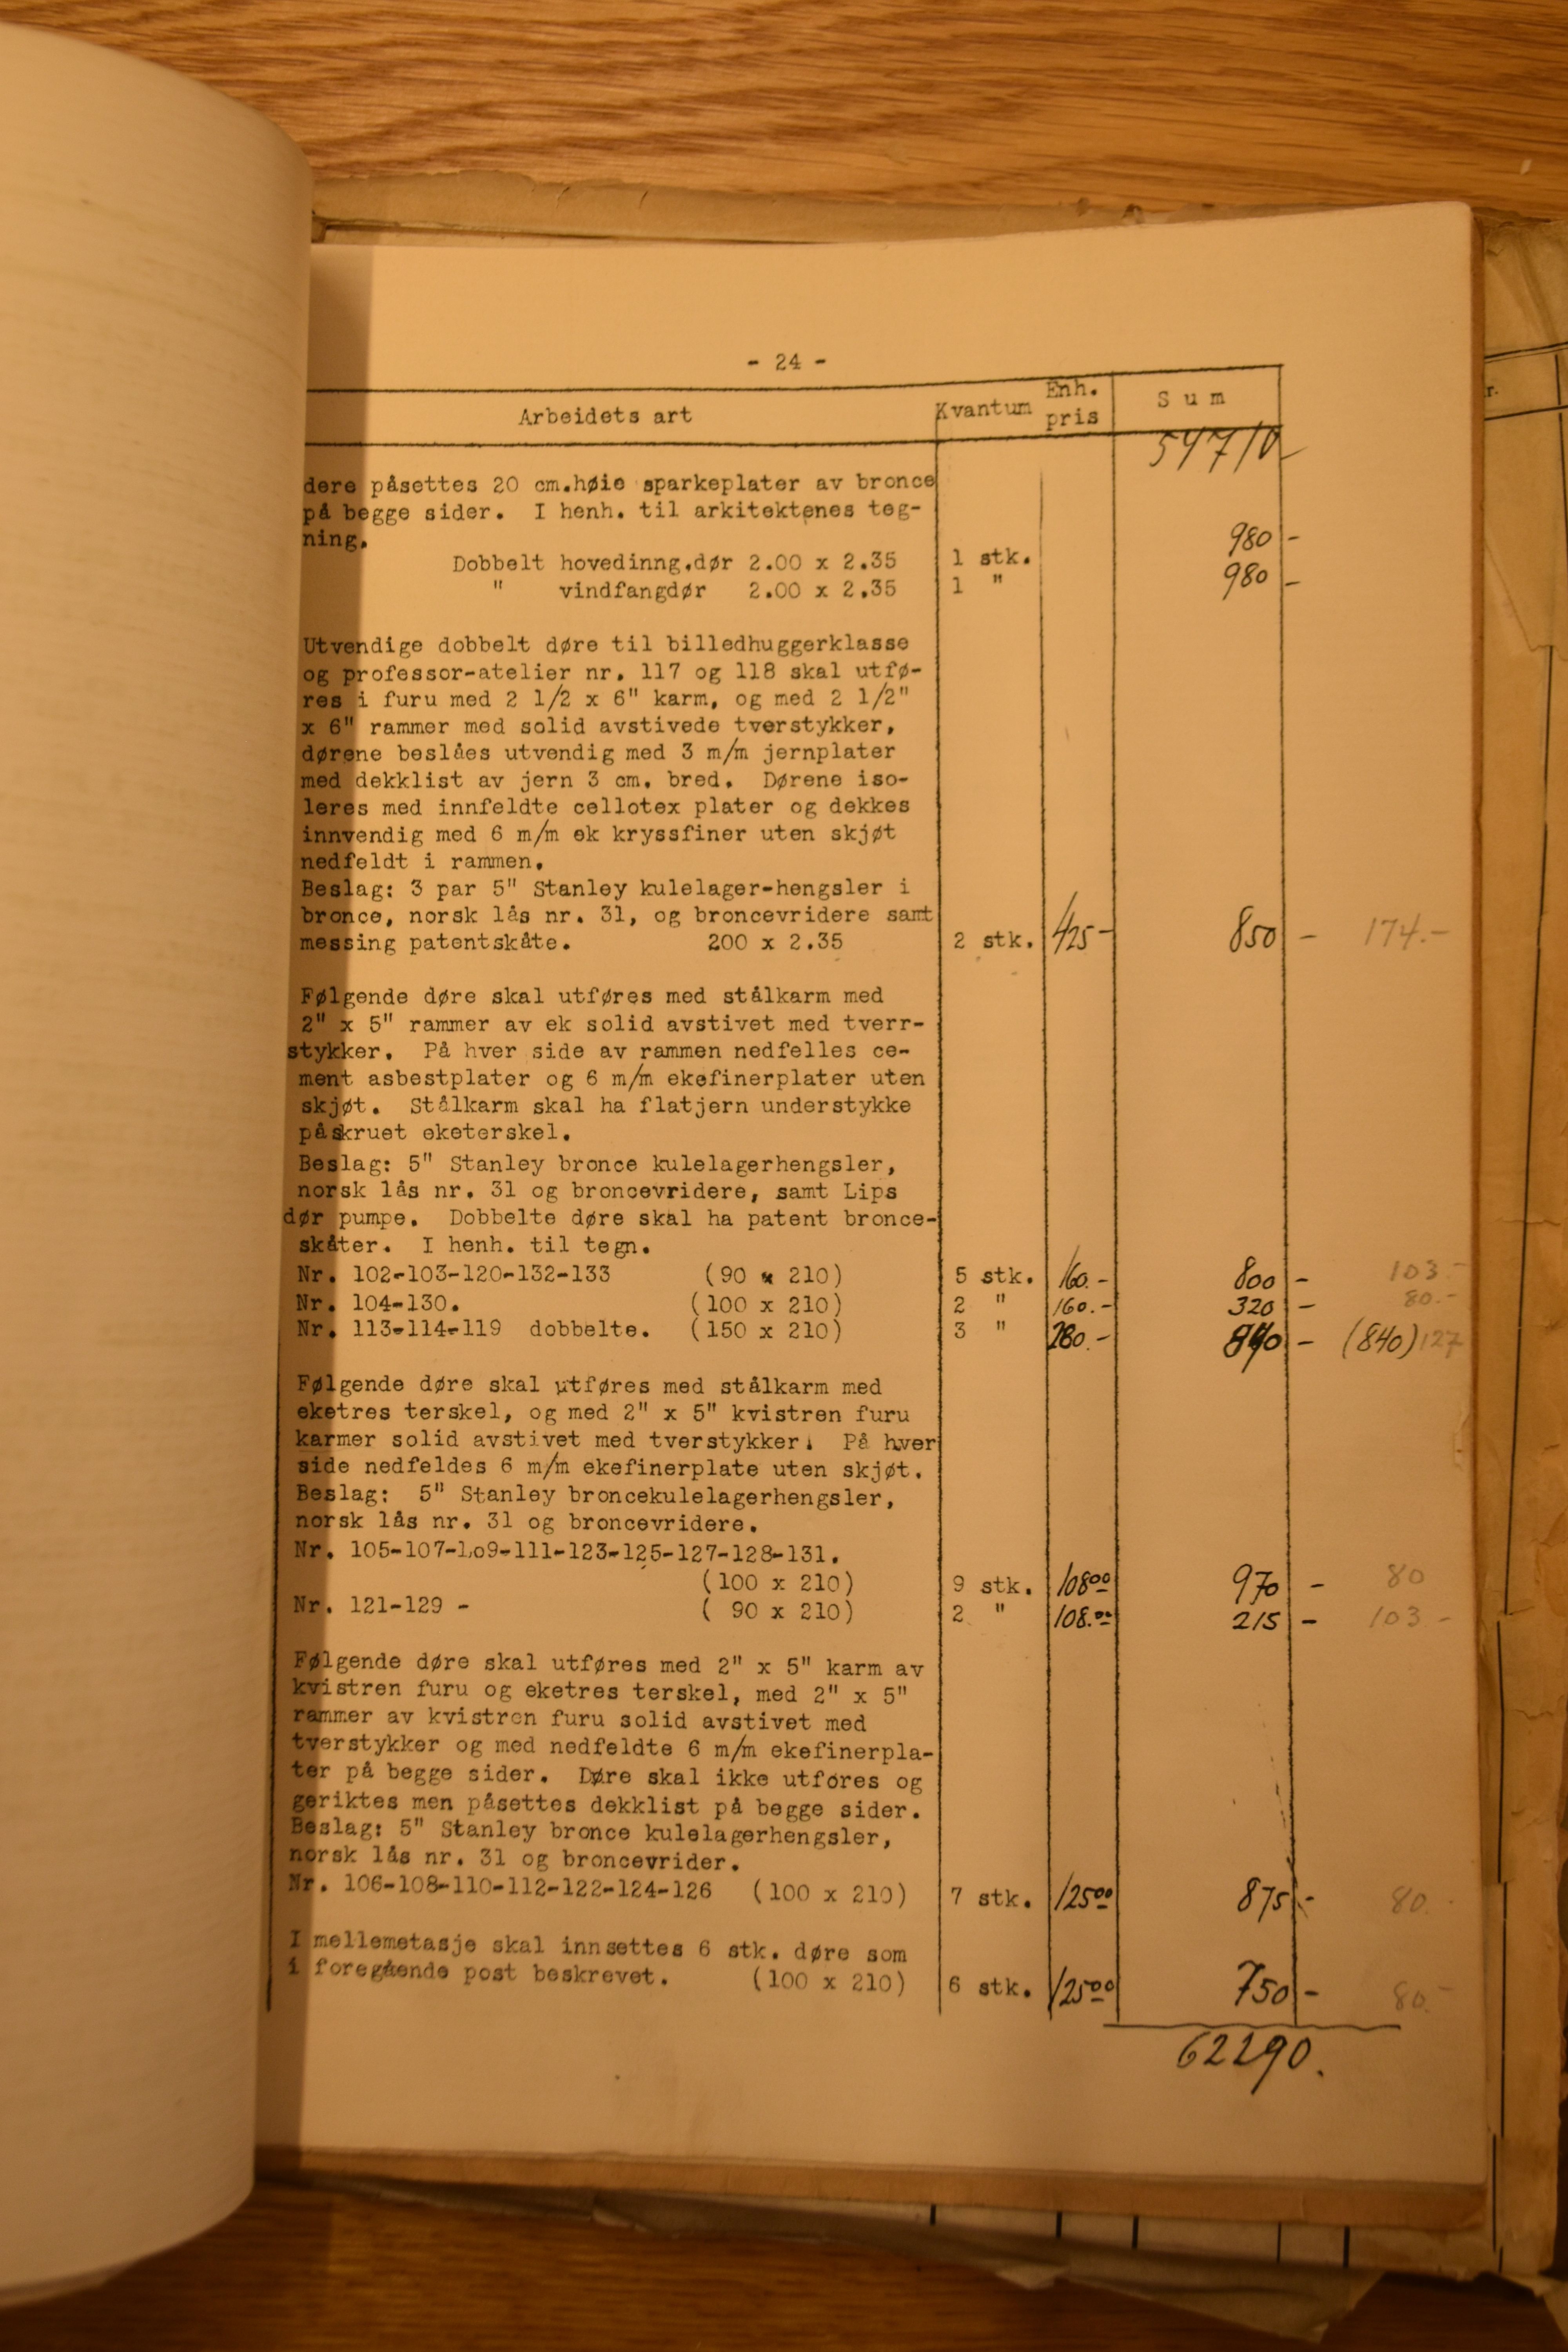 - 24 -
Arbeidets art Kvantum Enh. pris Sum
54710 -
dere påsettes 20 cm.høie sparkeplater av bronce
på begge sider. I henh. til arkitektenes teg-
ning.
Dobbelt hovedinng.dør 2.00 x 2.35 1 stk. 980 -
" vindfangdør 2.00 x 2.35 1 " 980 -
Utvendige dobbelt døre til billedhuggerklasse
og professor-atelier nr. 117 og 118 skal utfø-
res i furu med 2 1/2 x 6" karm, og med 2 1/2"
x 6" rammer med solid avstivede tverstykker,
dørene beslåes utvendig med 3 m/m jernplater
med dekklist av jern 3 cm. bred. Dørene iso-
leres med innfeldte cellotex plater og dekkes
innvendig med 6 m/m ek kryssfiner uten skjøt
nedfeldt i rammen.
Beslag: 3 par 5" Stanley kulelager-hengsler i
bronce, norsk lås nr. 31, og broncevridere samt
messing patentskåte. 200 x 2.35 2 stk. 425 - 850 - 174.-
Følgende døre skal utføres med stålkarm med
2" x 5" rammer av ek solid avstivet med tverr-
stykker. På hver side av rammen nedfelles ce-
ment asbestplater og 6 m/m ekefinerplater uten
skjøt. Stålkarm skal ha flatjern understykke
påskruet eketerskel.
Beslag: 5" Stanley bronce kulelagerhengsler,
norsk lås nr. 31 og broncevridere, samt Lips
dør pumpe. Dobbelte døre skal ha patent bronce-
skåter. I henh. til tegn.
Nr. 102-103-120-132-133 (90 x 210) 5 stk. 160.- 800 - 103.-
Nr. 104-130. (100 x 210) 2 " 160.- 320 - 80.-
Nr. 113-114-119 dobbelte. (150 x 210) 3 " 280.- 840 - (840) 127
Følgende døre skal utføres med stålkarm med
eketres terskel, og med 2" x 5" kvistren furu
karmer solid avstivet med tverstykker. På hver
side nedfeldes 6 m/m ekefinerplate uten skjøt.
Beslag: 5" Stanley broncekulelagerhengsler,
norsk lås nr. 31 og broncevridere.
Nr. 105-107-1o9-111-123-125-127-128-131.
(100 x 210) 9 stk. 108.00 970 - 80
Nr. 121-129 - ( 90 x 210) 2 " 108.00 215 - 103 -
Følgende døre skal utføres med 2" x 5" karm av
kvistren furu og eketres terskel, med 2" x 5"
rammer av kvistren furu solid avstivet med
tverstykker og med nedfeldte 6 m/m ekefinerpla-
ter på begge sider. Døre skal ikke utfores og
geriktes men påsettes dekklist på begge sider.
Beslag: 5" Stanley bronce kulelagerhengsler,
norsk lås nr. 31 og broncevrider.
Nr. 106-108-110-112-122-124-126 (100 x 210) 7 stk. 125.00 875 - 80.-
I mellemetasje skal innsettes 6 stk. døre som
i foregående post beskrevet. (100 x 210) 6 stk. 125.00 750 - 80.-
62290.